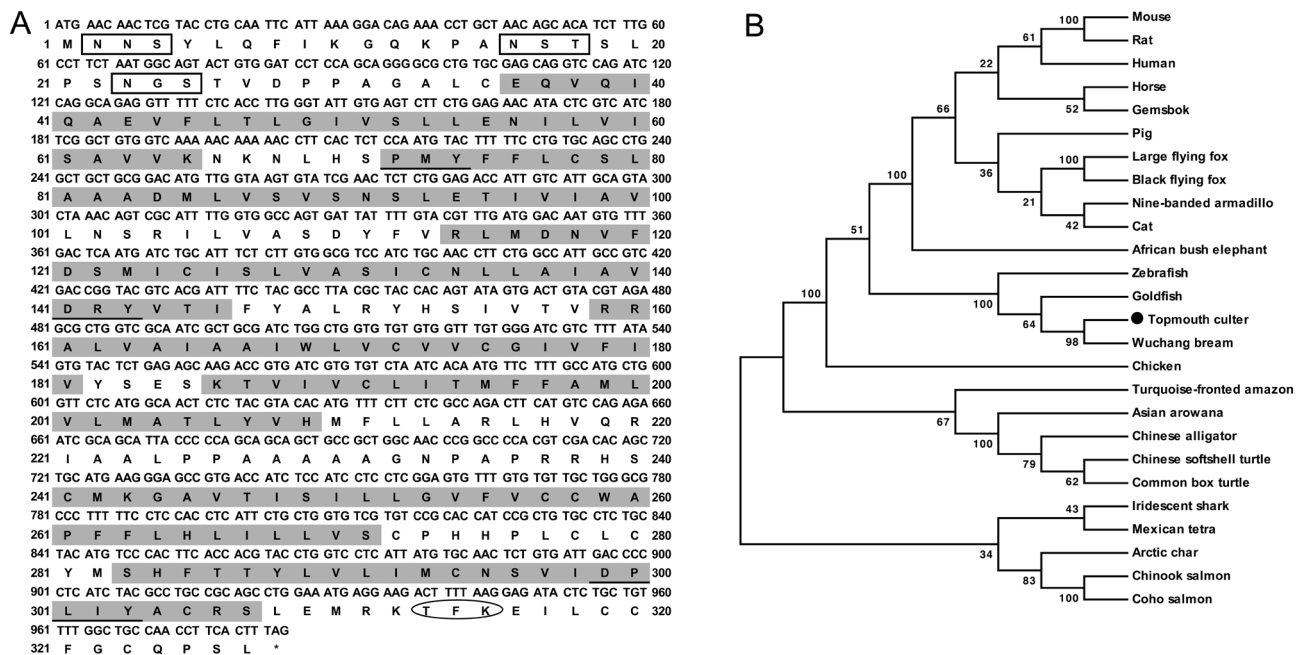 A
1 ATG AAC AAC TCG TAC CTG CAA TTC ATT AAA GGA CAG AAA CCT GCT AAC AGC ACA TCT TTG 60
1 M N N S Y L Q F I K G Q K P A N S T S L 20
61 CCT TCT AAT GGC AGT ACT GTG GAT CCT CCA GCA GGG GCG CTG TGC GAG CAG GTC CAG ATC 120
21 P S N G S T V D P P A G A L C E Q V Q I 40
121 CAG GCA GAG GTT TTT CTC ACC TTG GGT ATT GTG AGT CTT CTG GAG AAC ATA CTC GTC ATC 180
41 Q A E V F L T L G I V S L L E N I L V I 60
181 TCG GCT GTG GTC AAA AAC AAA AAC CTT CAC TCT CCA ATG TAC TTT TTC CTG TGC AGC CTG 240
61 S A V V K N K N L H S P M Y F F L C S L 80
241 GCT GCT GCG GAC ATG TTG GTA AGT GTA TCG AAC TCT CTG GAG ACC ATT GTC ATT GCA GTA 300
81 A A A D M L V S V S N S L E T I V I A V 100
301 CTA AAC AGT CGC ATT TTG GTG GCC AGT GAT TAT TTT GTA CGT TTG ATG GAC AAT GTG TTT 360
101 L N S R I L V A S D Y F V R L M D N V F 120
361 GAC TCA ATG ATC TGC ATT TCT CTT GTG GCG TCC ATC TGC AAC CTT CTG GCC ATT GCC GTC 420
121 D S M I C I S L V A S I C N L L A I A V 140
421 GAC CGG TAC GTC ACG ATT TTC TAC GCC TTA CGC TAC CAC AGT ATA GTG ACT GTA CGT AGA 480
141 D R Y V T I F Y A L R Y H S I V T V R R 160
481 GCG CTG GTC GCA ATC GCT GCG ATC TGG CTG GTG TGT GTG GTT TGT GGG ATC GTC TTT ATA 540
161 A L V A I A A I W L V C V V C G I V F I 180
541 GTG TAC TCT GAG AGC AAG ACC GTG ATC GTG TGT CTA ATC ACA ATG TTC TTT GCC ATG CTG 600
181 V Y S E S K T V I V C L I T M F F A M L 200
601 GTT CTC ATG GCA ACT CTC TAC GTA CAC ATG TTT CTT CTC GCC AGA CTT CAT GTC CAG AGA 660
201 V L M A T L Y V H M F L L A R L H V Q R 220
661 ATC GCA GCA TTA CCC CCA GCA GCA GCT GCC GCT GGC AAC CCG GCC CCA CGT CGA CAC AGC 720
221 I A A L P P A A A A A G N P A P R R H S 240
721 TGC ATG AAG GGA GCC GTG ACC ATC TCC ATC CTC CTC GGA GTG TTT GTG TGT TGC TGG GCG 780
241 C M K G A V T I S I L L G V F V C C W A 260
781 CCC TTT TTC CTC CAC CTC ATT CTG CTG GTG TCG TGT CCG CAC CAT CCG CTG TGC CTC TGC 840
261 P F F L H L I L L V S C P H H P L C L C 280
841 TAC ATG TCC CAC TTC ACC ACG TAC CTG GTC CTC ATT ATG TGC AAC TCT GTG ATT GAC CCC 900
281 Y M S H F T T Y L V L I M C N S V I D P 300
901 CTC ATC TAC GCC TGC CGC AGC CTG GAA ATG AGG AAG ACT TTT AAG GAG ATA CTC TGC TGT 960
301 L I Y A C R S L E M R K T F K E I L C C 320
961 TTT GGC TGC CAA CCT TCA CTT TAG
321 F G C Q P S L *
B
Mouse
100
Rat
61
Human
22
Horse
52
Gemsbok
66
Pig
36
Large flying fox
100
Black flying fox
21
Nine-banded armadillo
42
Cat
100
African bush elephant
51
Zebrafish
100
Goldfish
64
Topmouth culter
98
Wuchang bream
100
Chicken
Turquoise-fronted amazon
67
Asian arowana
100
Chinese alligator
79
Chinese softshell turtle
62
Common box turtle
Iridescent shark
43
Mexican tetra
34
Arctic char
83
Chinook salmon
100
Coho salmon